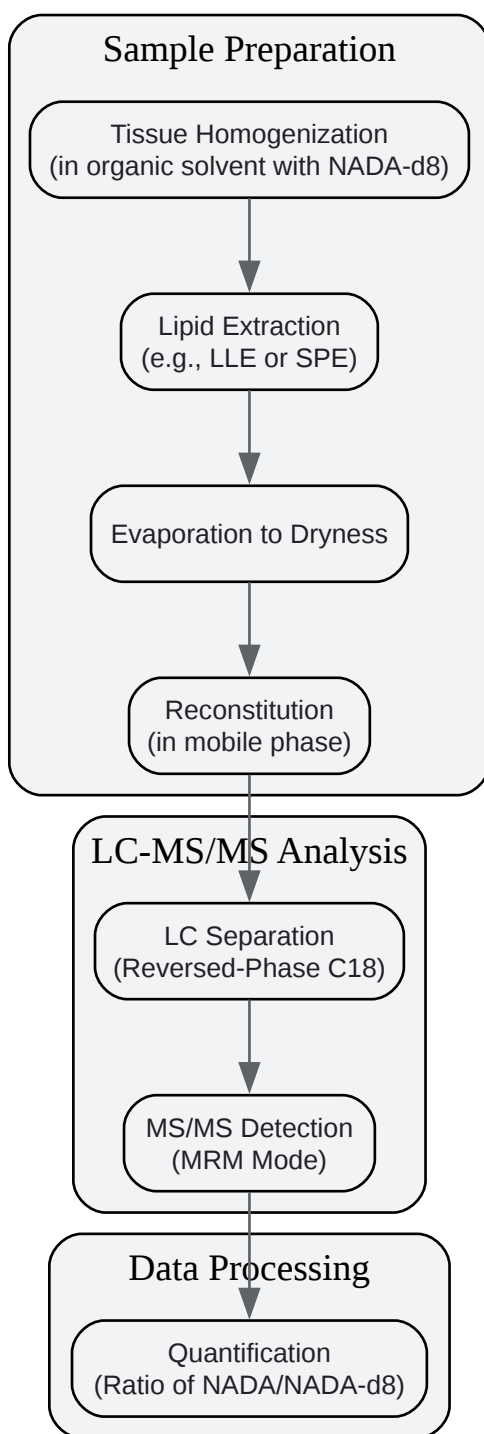 Sample Preparation
Tissue Homogenization
(in organic solvent with NADA-d8)
Lipid Extraction
(e.g., LLE or SPE)
Evaporation to Dryness
Reconstitution
(in mobile phase)
LC-MS/MS Analysis
LC Separation
(Reversed-Phase C18)
MS/MS Detection
(MRM Mode)
Data Processing
Quantification
(Ratio of NADA/NADA-d8)